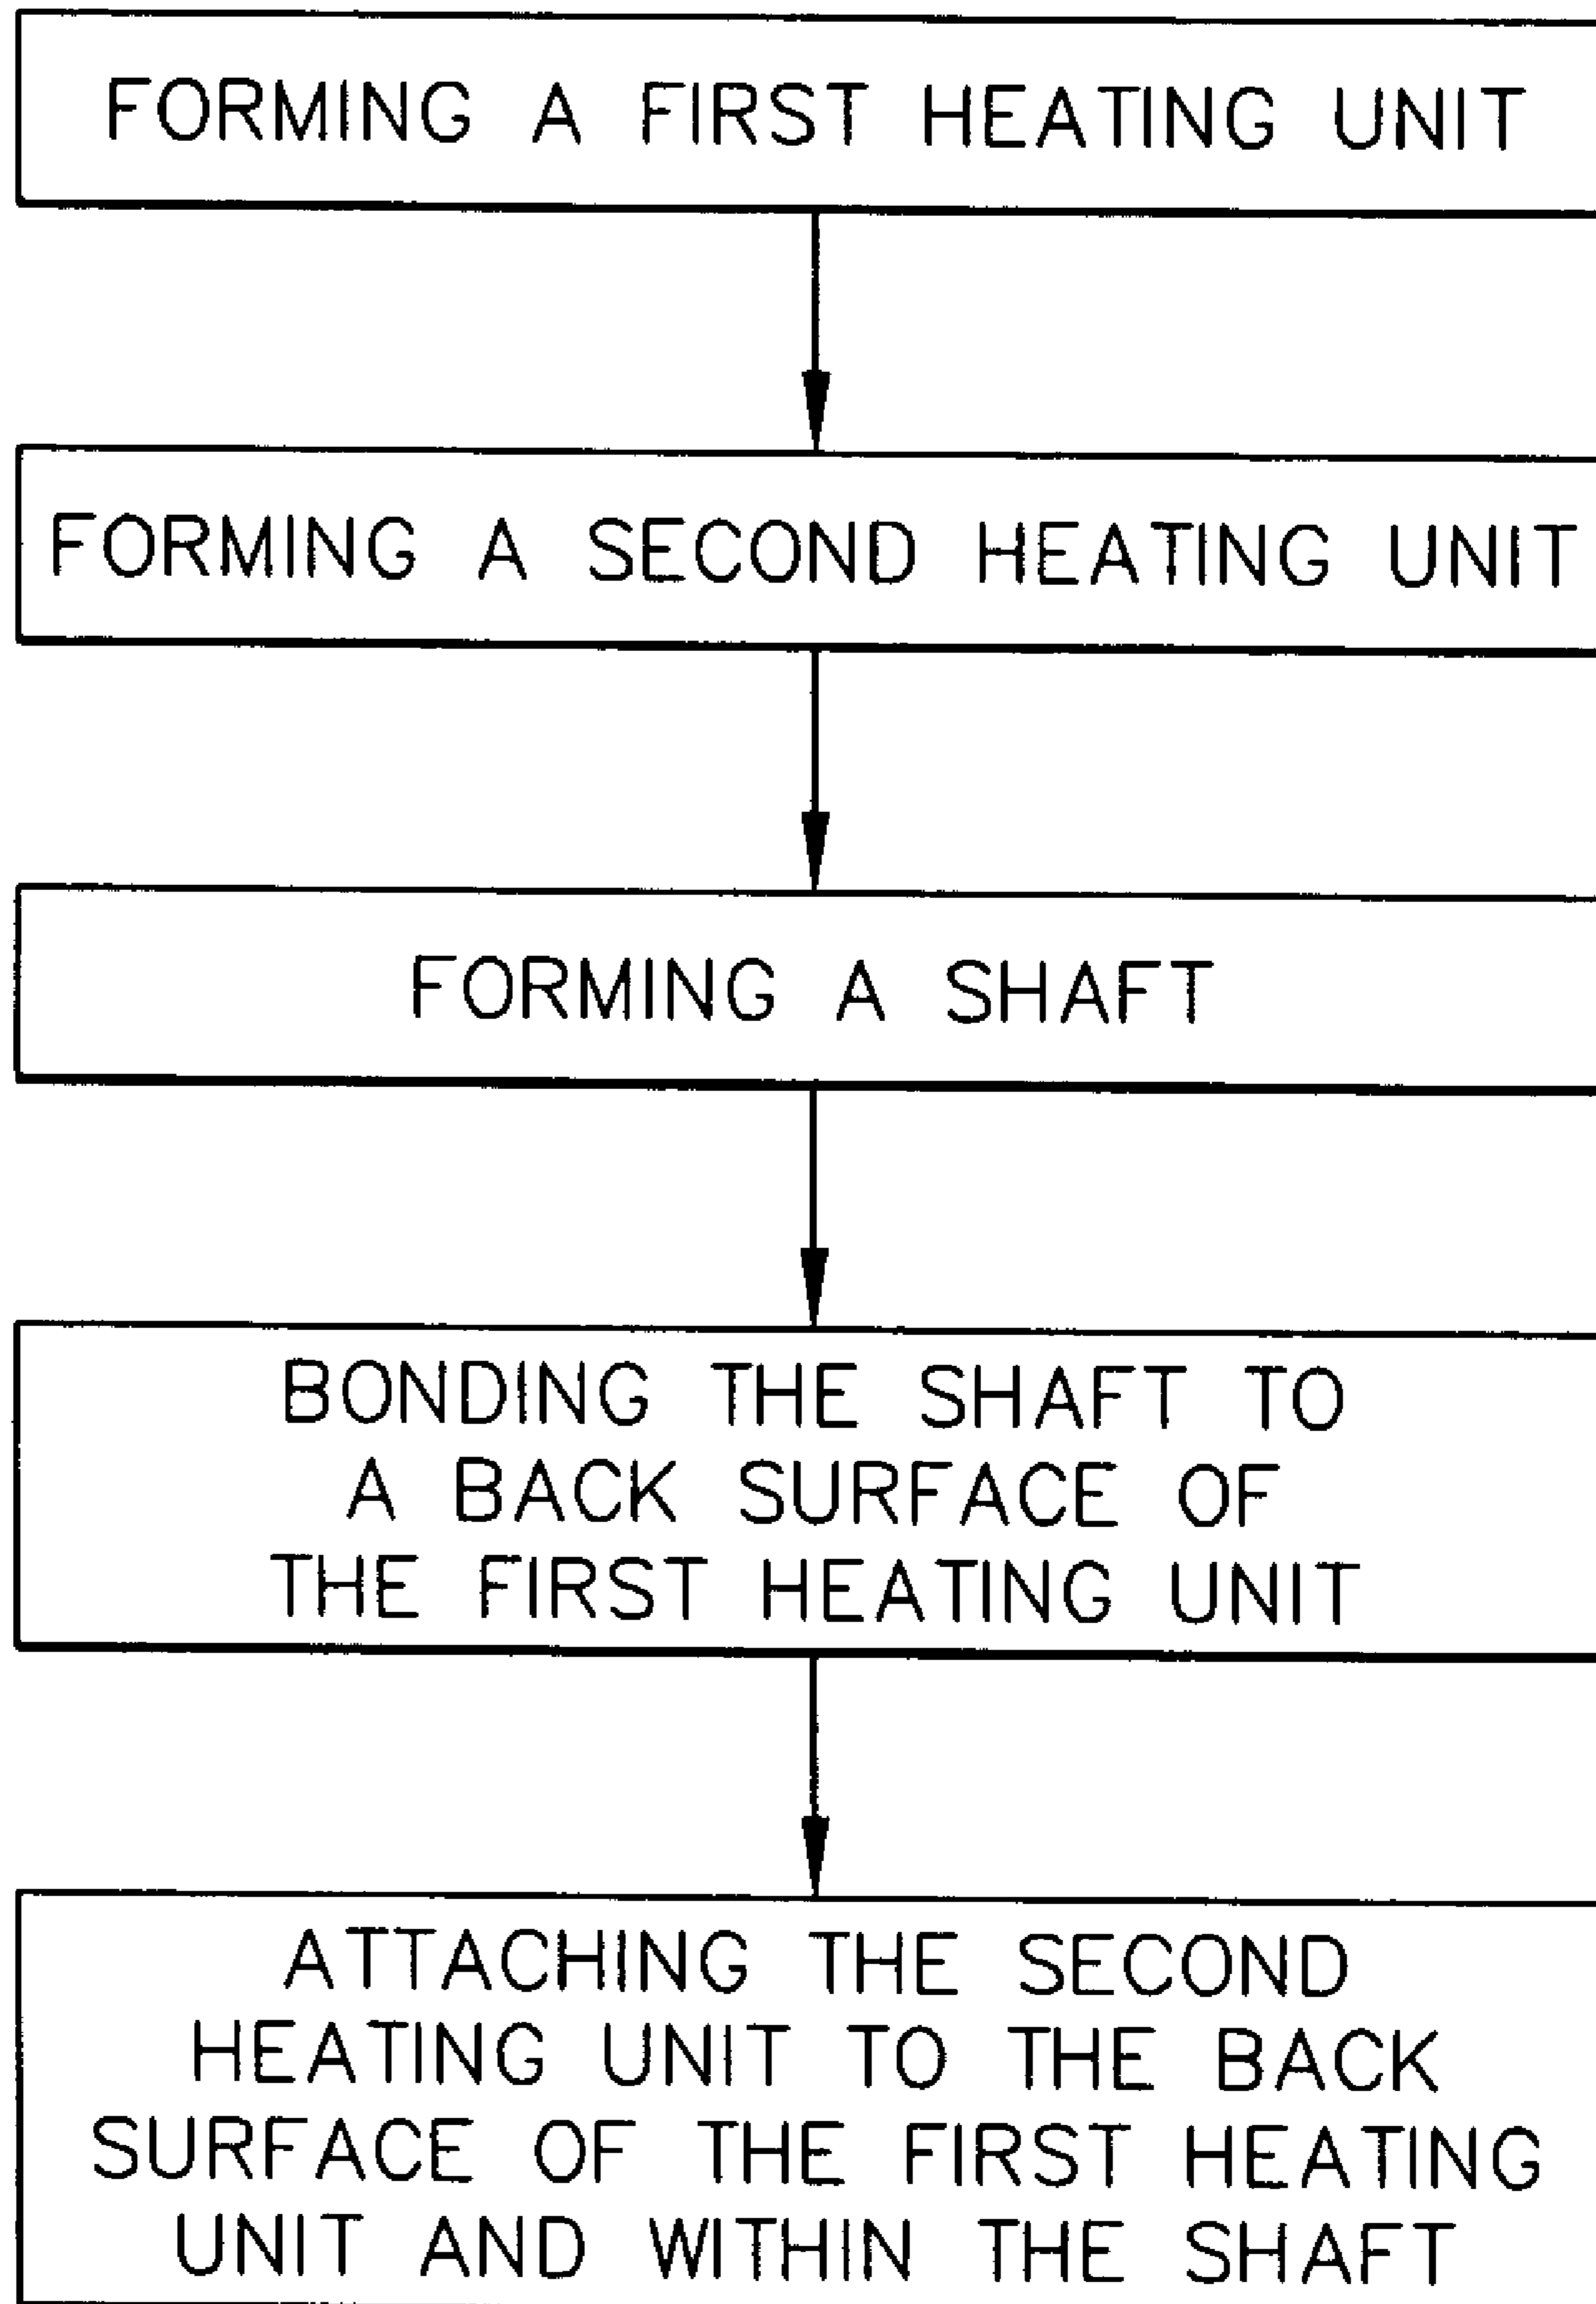 FORMING A FIRST HEATING UNIT
FORMING A SECOND HEATING UNIT
FORMING A SHAFT
BONDING THE SHAFT TO
A BACK SURFACE OF
THE FIRST HEATING UNIT
ATTACHING THE SECOND
HEATING UNIT TO THE BACK
SURFACE OF THE FIRST HEATING
UNIT AND WITHIN THE SHAFT